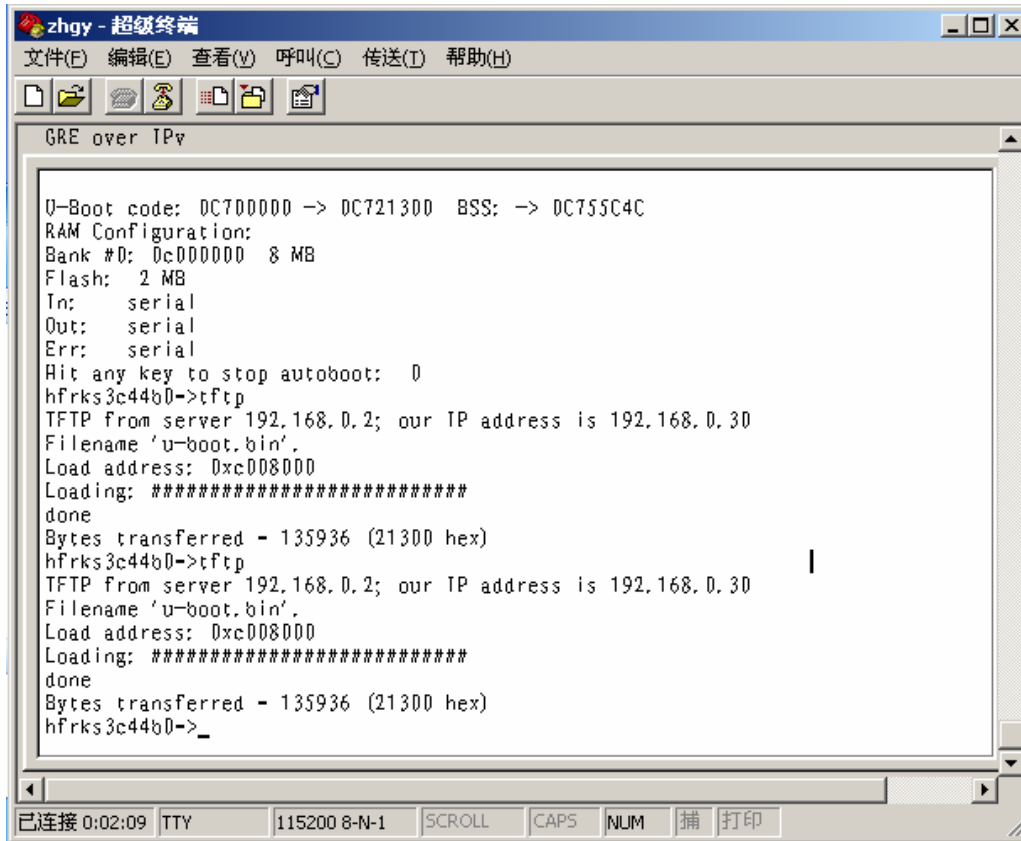 zhgy - 超级终端
文件(F) 编辑(E) 查看(V) 呼叫(C) 传送(T) 帮助(H)
GRE over IPv
U-Boot code: 0C700000 -> 0C721300 BSS: -> 0C755C4C
RAM Configuration:
Bank #0: 0c000000 8 MB
Flash: 2 MB
In: serial
Out: serial
Err: serial
Hit any key to stop autoboot: 0
hfrks3c44b0->tftp
TFTP from server 192.168.0.2; our IP address is 192.168.0.30
Filename 'u-boot.bin'.
Load address: 0xc008000
Loading: ###########################
done
Bytes transferred = 135936 (21300 hex)
hfrks3c44b0->tftp
TFTP from server 192.168.0.2; our IP address is 192.168.0.30
Filename 'u-boot.bin'.
Load address: 0xc008000
Loading: ###########################
done
Bytes transferred = 135936 (21300 hex)
hfrks3c44b0->_
已连接 0:02:09 TTY 115200 8-N-1 SCROLL CAPS NUM 捕 打印